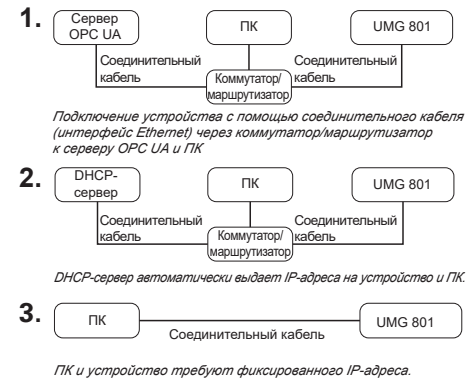 1.
Сервер
OPC UA
ПК
UMG 801
Соединительный
кабель
Соединительный
кабель
Коммутатор/
маршрутизатор
Подключение устройства с помощью соединительного кабеля
(интерфейс Ethernet) через коммутатор/маршрутизатор
к серверу OPC UA и ПК
2.
DHCP-
сервер
ПК
UMG 801
Соединительный
кабель
Соединительный
кабель
Коммутатор/
маршрутизатор
DHCP-сервер автоматически выдает IP-адреса на устройство и ПК.
3.
ПК
UMG 801
Соединительный кабель
ПК и устройство требуют фиксированного IP-адреса.